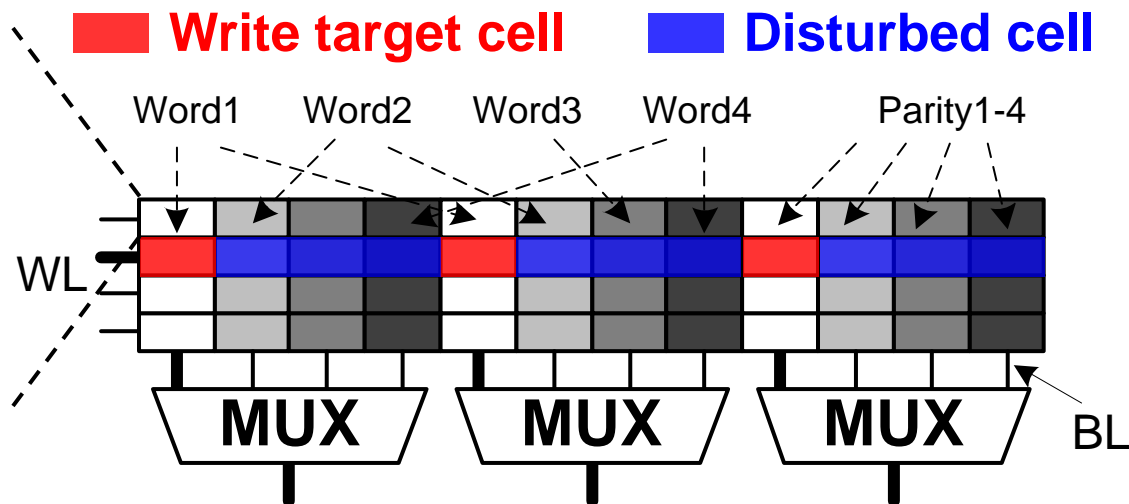 Write target cell Disturbed cell
Word1 Word2 Word3 Word4 Parity1-4
WL
MUX MUX MUX
BL